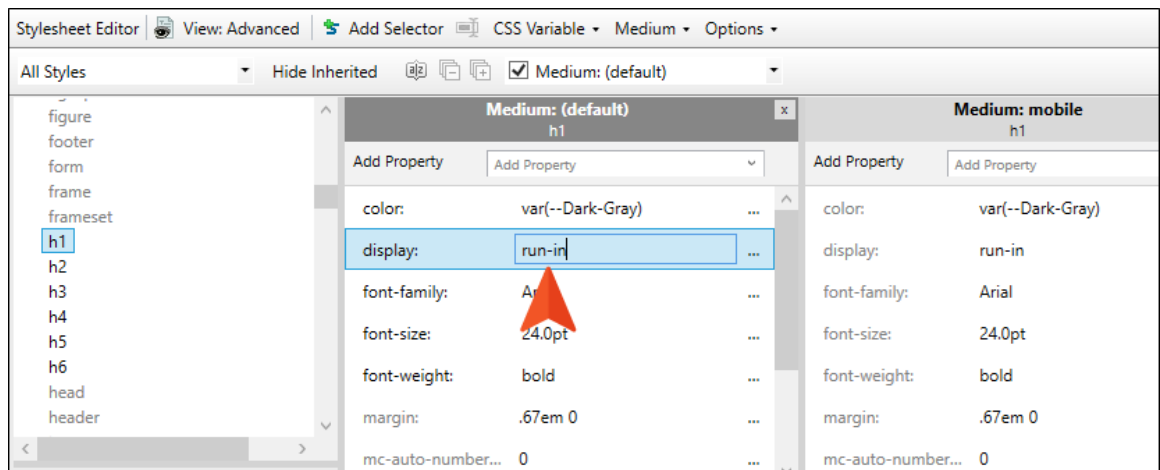 Stylesheet Editor View: Advanced Add Selector CSS Variable Medium Options
All Styles Hide Inherited a|z Medium: (default)
figure
footer
form
frame
frameset
h1
h2
h3
h4
h5
h6
head
header
Medium: (default) x
h1
Add Property Add Property
color: var(--Dark-Gray) ...
display: run-in ...
font-family: ...
font-size: 24.0pt ...
font-weight: bold ...
margin: .67em 0 ...
mc-auto-number... 0 ...
Medium: mobile
h1
Add Property Add Property
color: var(--Dark-Gray)
display: run-in
font-family: Arial
font-size: 24.0pt
font-weight: bold
margin: .67em 0
mc-auto-number... 0